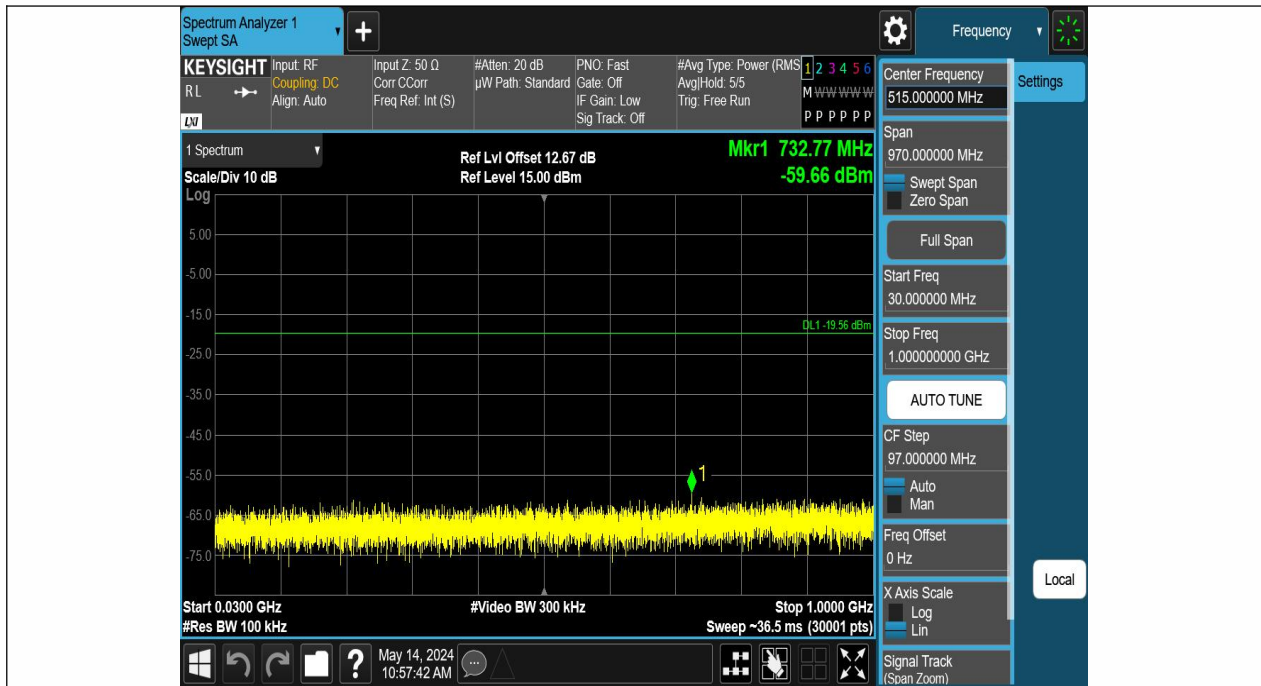 Spectrum Analyzer 1
Swept SA
+
Frequency
KEYSIGHT
R L
LXI
Input: RF
Coupling: DC
Align: Auto
Input Z: 50 Ω
Corr CCorr
Freq Ref: Int (S)
#Atten: 20 dB
µW Path: Standard
PNO: Fast
Gate: Off
IF Gain: Low
Sig Track: Off
#Avg Type: Power (RMS
Avg|Hold: 5/5
Trig: Free Run
1 2 3 4 5 6
M W W W W W
P P P P P P
1 Spectrum
Scale/Div 10 dB
Log
Ref Lvl Offset 12.67 dB
Ref Level 15.00 dBm
Mkr1 732.77 MHz
-59.66 dBm
5.00
-5.00
-15.0
DL1 -19.56 dBm
-25.0
-35.0
-45.0
-55.0
1
-65.0
-75.0
Start 0.0300 GHz
#Res BW 100 kHz
#Video BW 300 kHz
Stop 1.0000 GHz
Sweep ~36.5 ms (30001 pts)
?
May 14, 2024
10:57:42 AM
Center Frequency
515.000000 MHz
Span
970.000000 MHz
Swept Span
Zero Span
Full Span
Start Freq
30.000000 MHz
Stop Freq
1.000000000 GHz
AUTO TUNE
CF Step
97.000000 MHz
Auto
Man
Freq Offset
0 Hz
X Axis Scale
Log
Lin
Signal Track
(Span Zoom)
Settings
Local